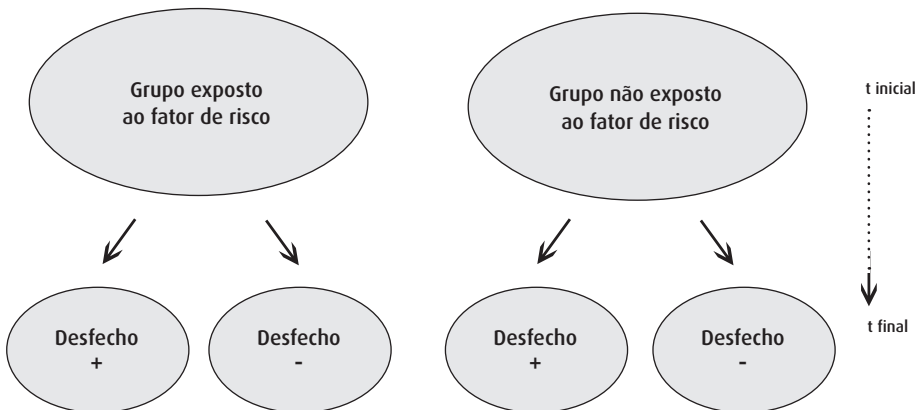 Grupo exposto
ao fator de risco
Grupo não exposto
ao fator de risco
t inicial
Desfecho
+
Desfecho
-
Desfecho
+
Desfecho
-
t final